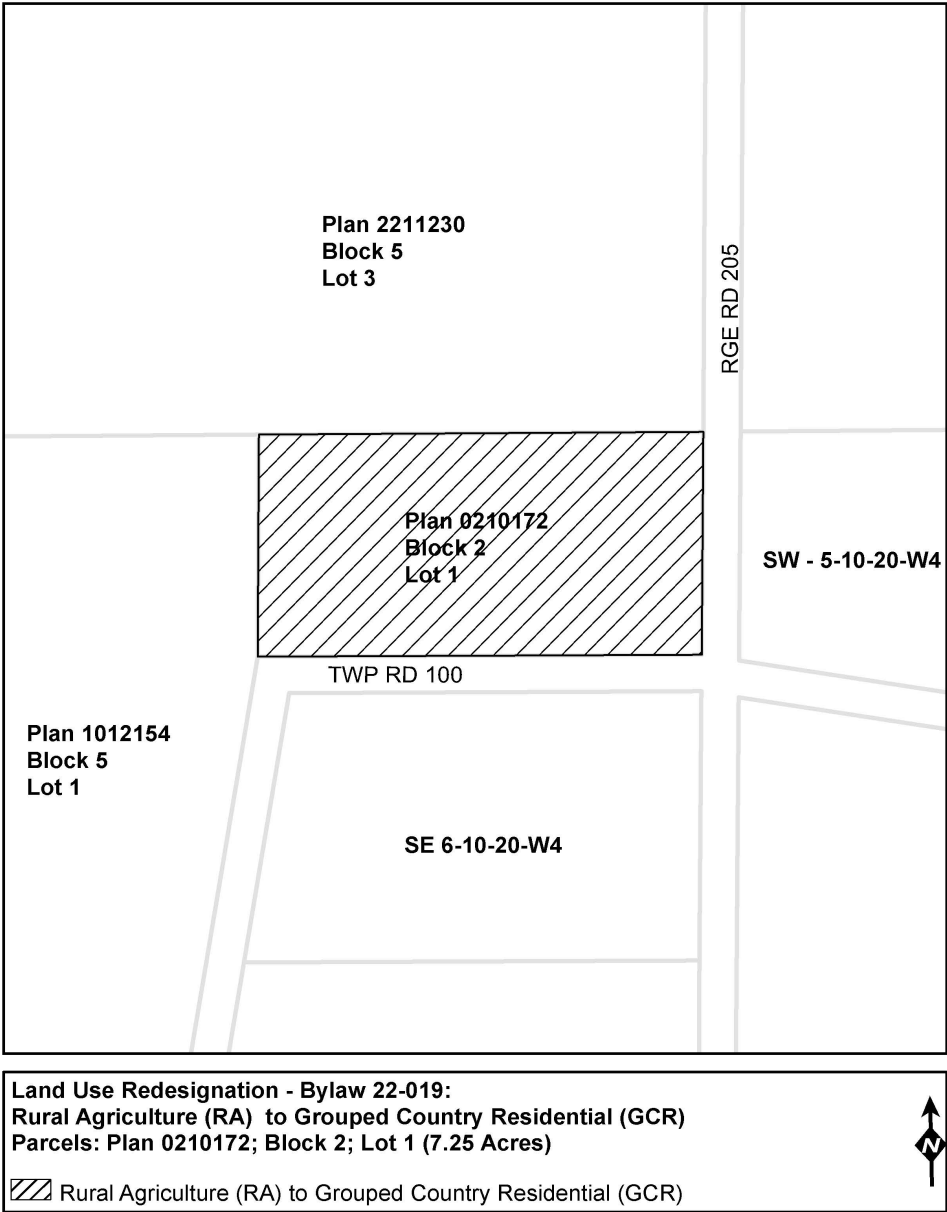 Plan 2211230
Block 5
Lot 3
RGE RD 205
Plan 0210172
Block 2
Lot 1
SW - 5-10-20-W4
TWP RD 100
Plan 1012154
Block 5
Lot 1
SE 6-10-20-W4
Land Use Redesignation - Bylaw 22-019:
Rural Agriculture (RA) to Grouped Country Residential (GCR)
Parcels: Plan 0210172; Block 2; Lot 1 (7.25 Acres)
N
Rural Agriculture (RA) to Grouped Country Residential (GCR)